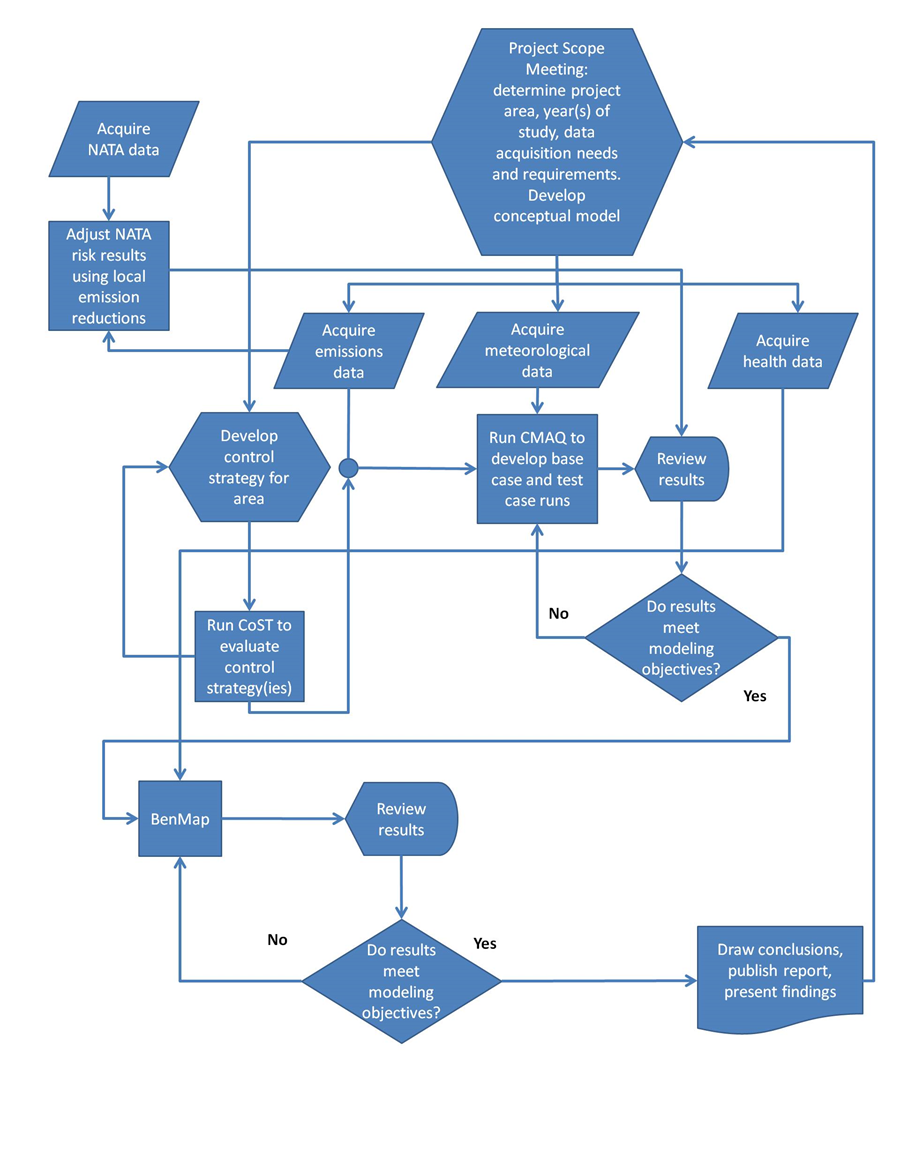 Project Scope
Meeting:
determine project
area, year(s) of
study, data
acquisition needs
and requirements.
Develop
conceptual model
Acquire
NATA data
Adjust NATA
risk results
using local
emission
reductions
Acquire
emissions
data
Acquire
meteorological
data
Acquire
health data
Develop
control
strategy for
area
Run CMAQ to
develop base
case and test
case runs
Review
results
Run CoST to
evaluate
control
strategy(ies)
No
Do results
meet
modeling
objectives?
Yes
BenMap
Review
results
No
Do results
meet
modeling
objectives?
Yes
Draw conclusions,
publish report,
present findings